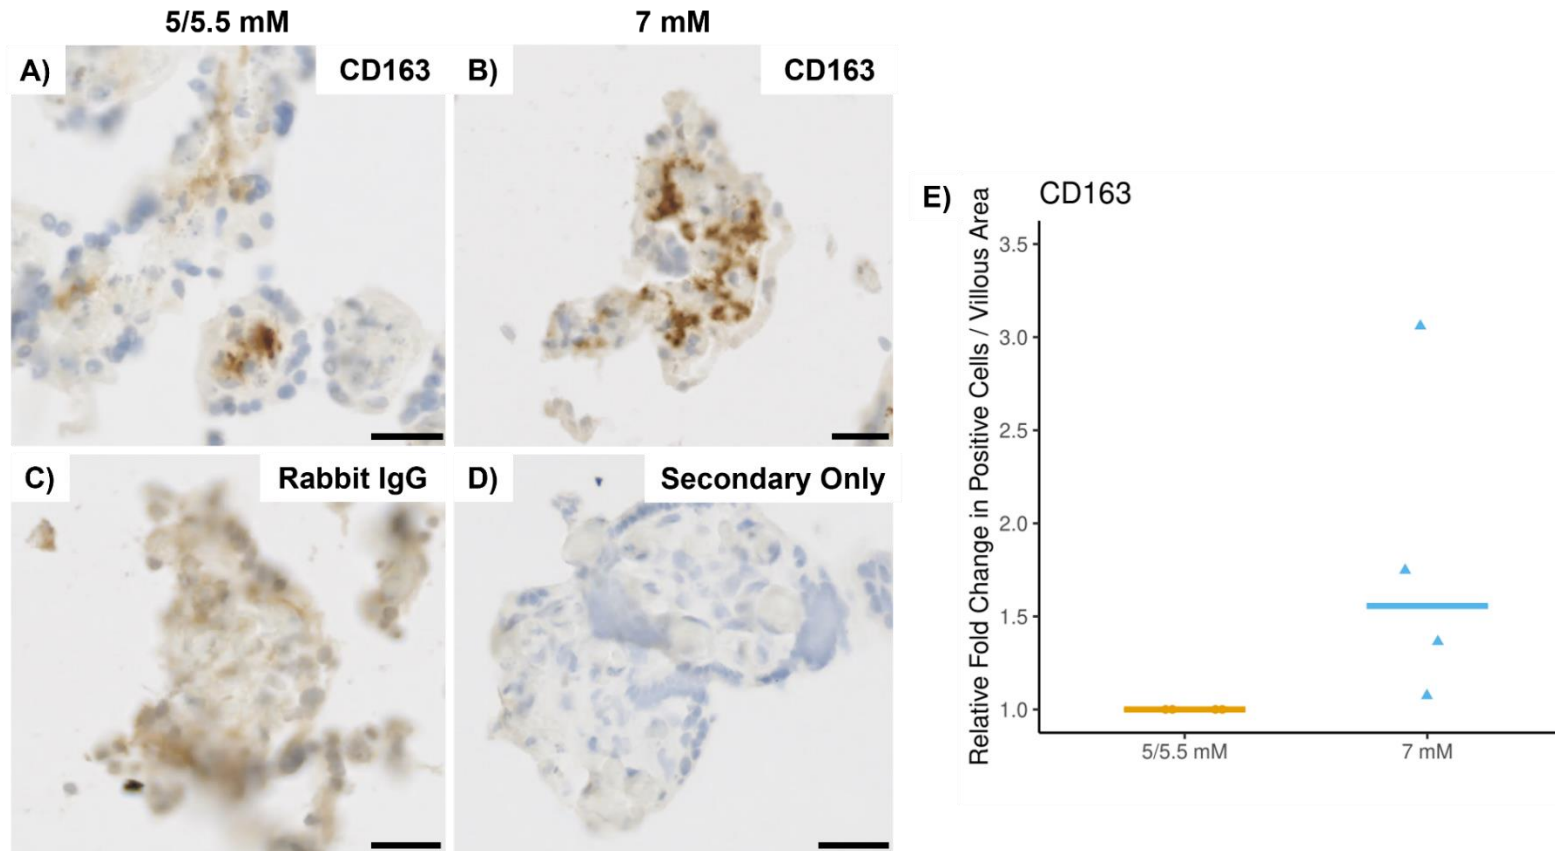 5/5.5 mM
7 mM
A)
CD163
B)
CD163
C)
Rabbit IgG
D)
Secondary Only
E)
CD163
Relative Fold Change in Positive Cells / Villous Area
3.5
3.0
2.5
2.0
1.5
1.0
5/5.5 mM
7 mM